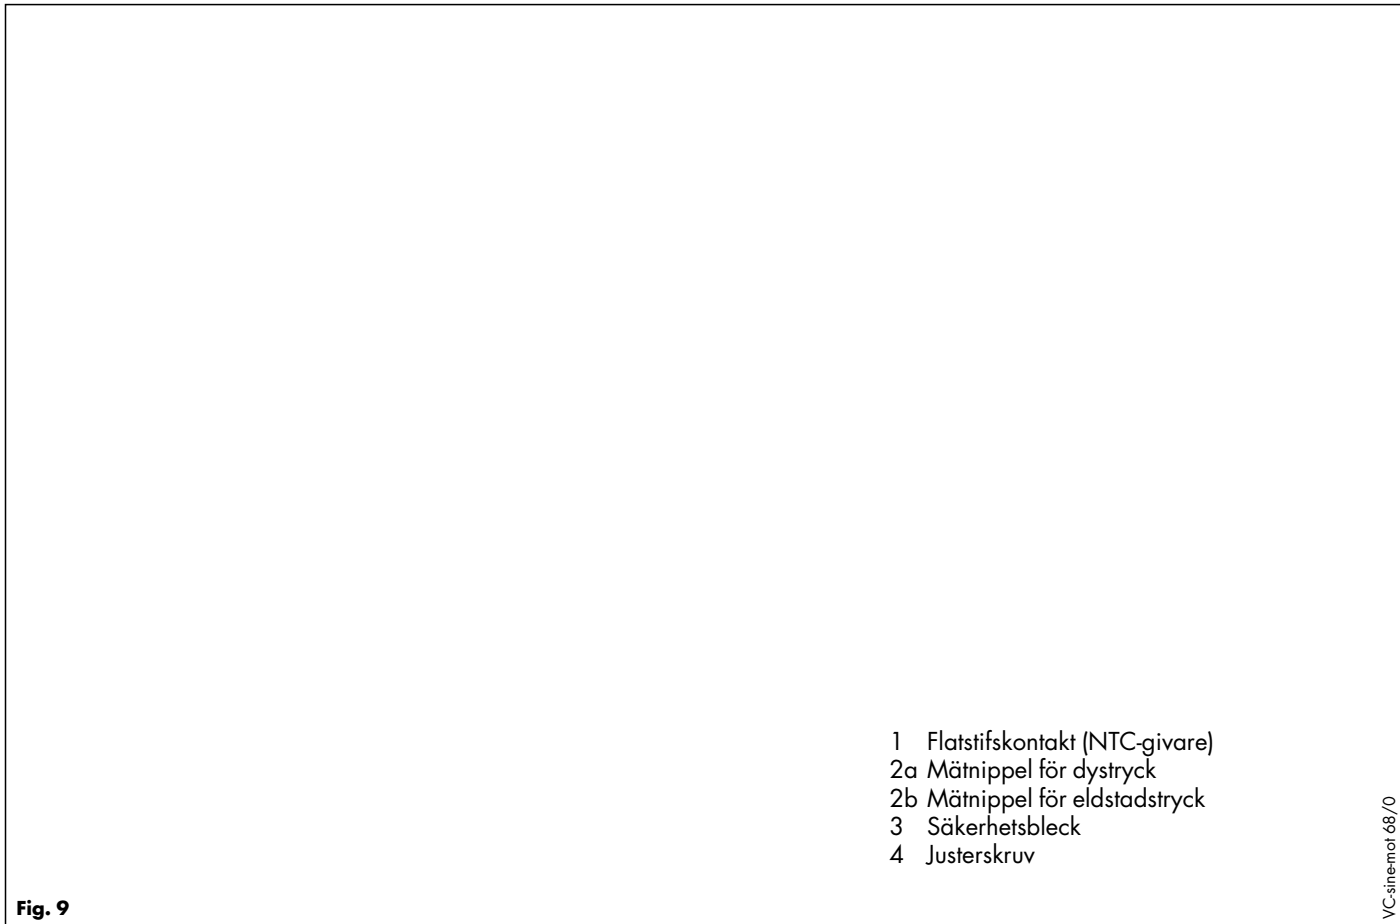 1 Flatstifskontakt (NTC-givare)
2a Mätnippel för dystryck
2b Mätnippel för eldstadstryck
3 Säkerhetsbleck
4 Justerskruv
Fig. 9
VC-sine-mot 68/0